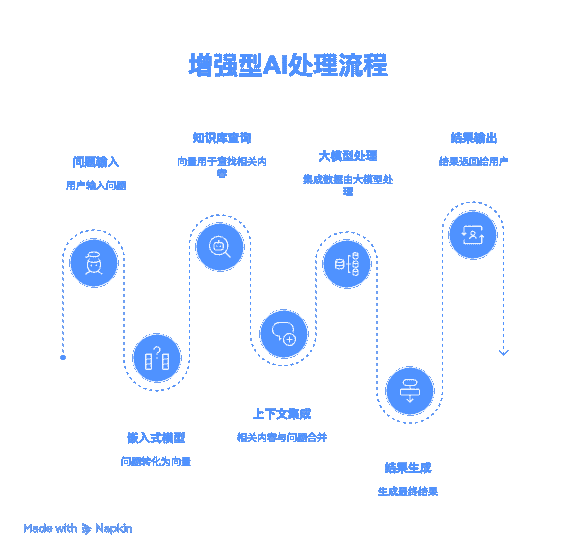 增强型AI处理流程
问题输入
用户输入问题
嵌入式模型
问题转化为向量
知识库查询
向量用于查找相关内
容
上下文集成
相关内容与问题合并
大模型处理
集成数据由大模型处
理
结果生成
生成最终结果
结果输出
结果返回给用户
Made with Napkin